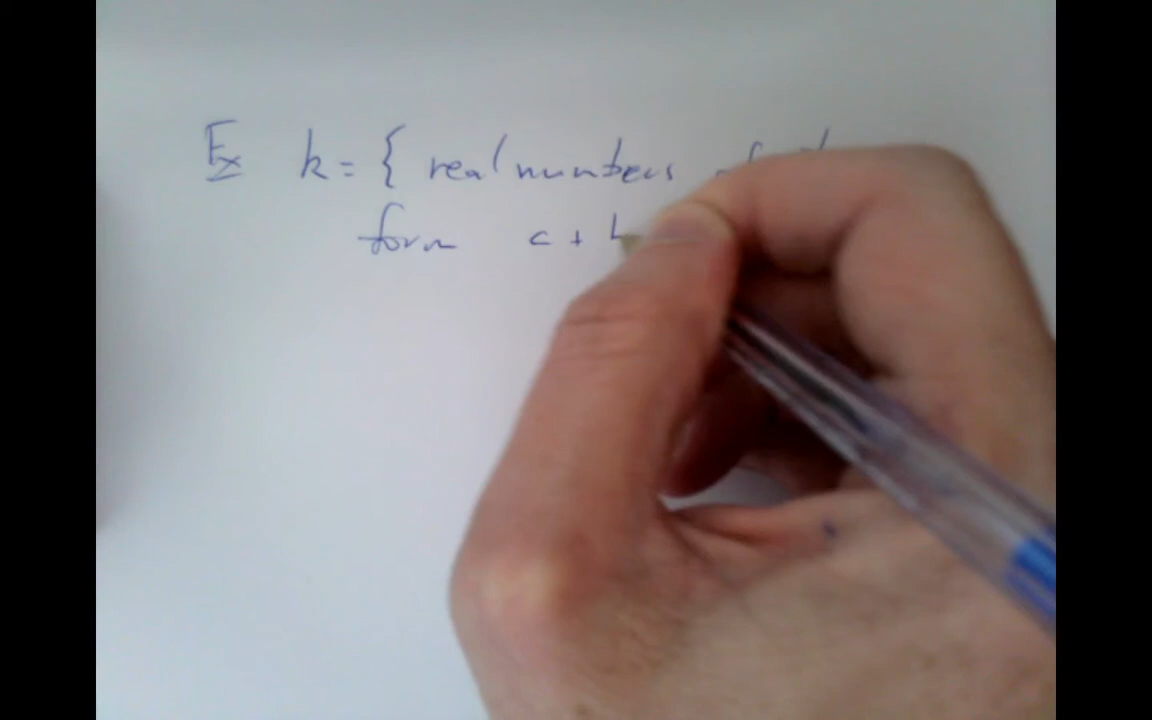 Ex k = { real numbers
form c +